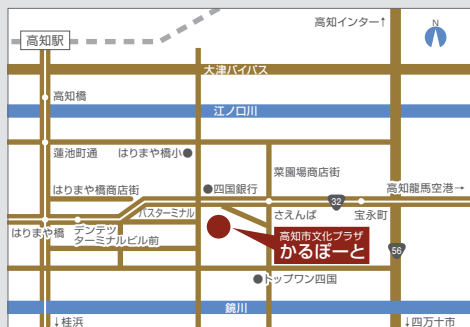 高知インター↑
N
高知駅
大津バイパス
高知橋
江ノ口川
蓮池町通
はりまや橋小
菜園場商店街
はりまや橋商店街
四国銀行
高知龍馬空港→
32
バスターミナル
さえんば
宝永町
はりまや橋
デンテツ
ターミナルビル前
高知市文化プラザ
かるぽーと
56
トップワン四国
鏡川
↓桂浜
↓四万十市